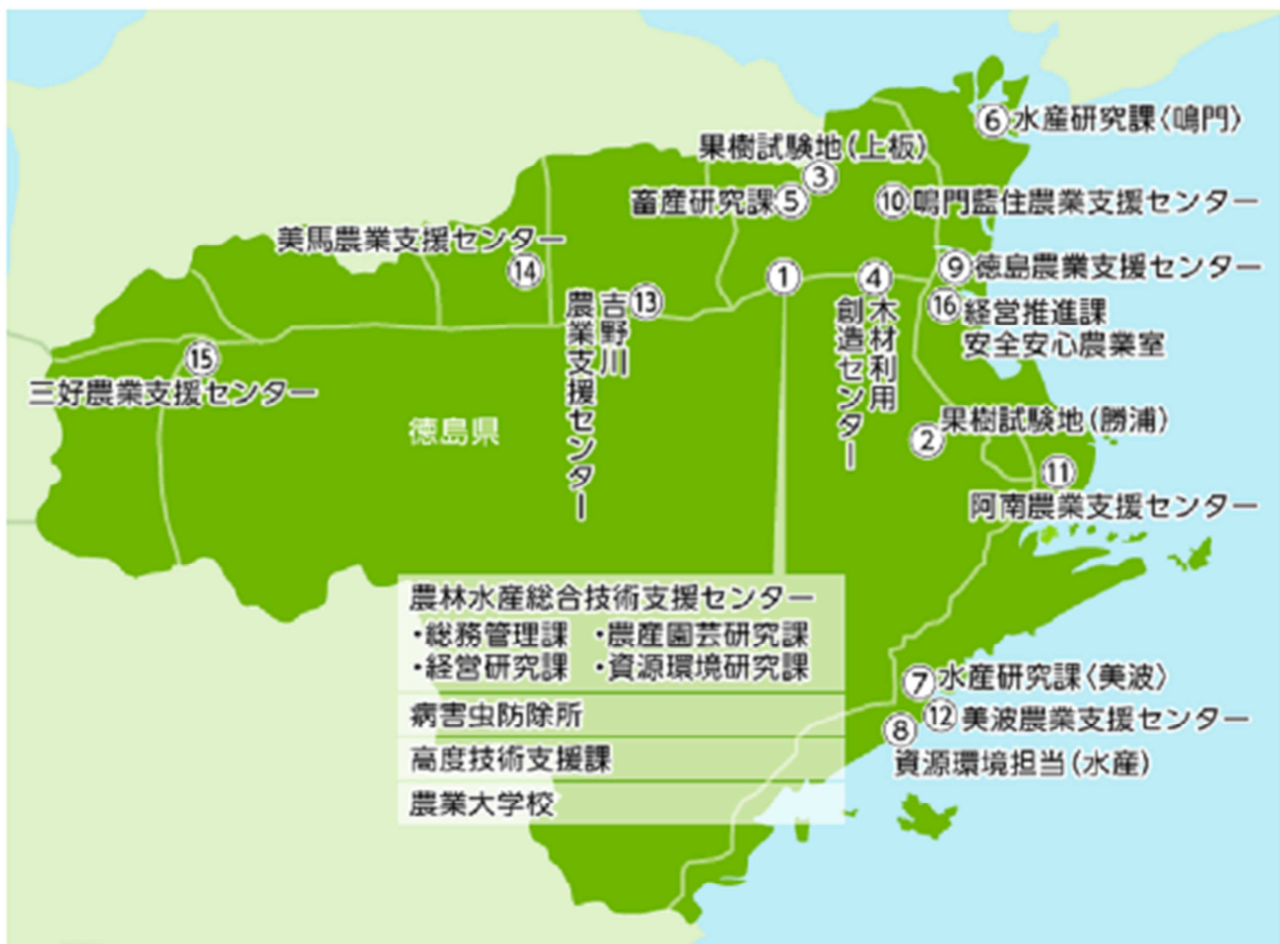 ⑥水産研究課〈鳴門〉
果樹試験地(上板)
③
畜産研究課⑤
⑩鳴門藍住農業支援センター
美馬農業支援センター
⑭
①
④
木材利用
創造センター
⑨徳島農業支援センター
⑬
吉野川
農業支援センター
⑯経営推進課
安全安心農業室
⑮
三好農業支援センター
徳島県
果樹試験地(勝浦)
②
⑪
阿南農業支援センター
農林水産総合技術支援センター
・総務管理課 ・農産園芸研究課
・経営研究課 ・資源環境研究課
病害虫防除所
高度技術支援課
農業大学校
⑦水産研究課〈美波〉
⑫美波農業支援センター
⑧
資源環境担当(水産)